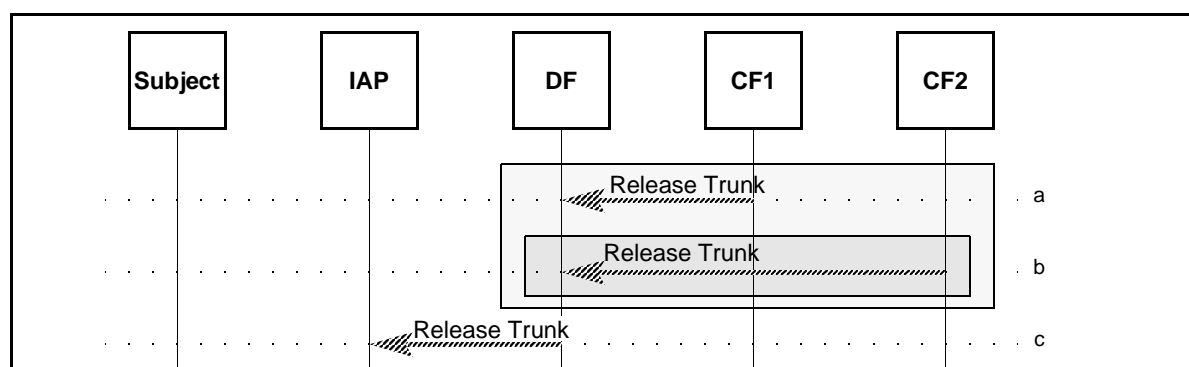 Subject IAP DF CF1 CF2
Release Trunk a
Release Trunk b
Release Trunk c